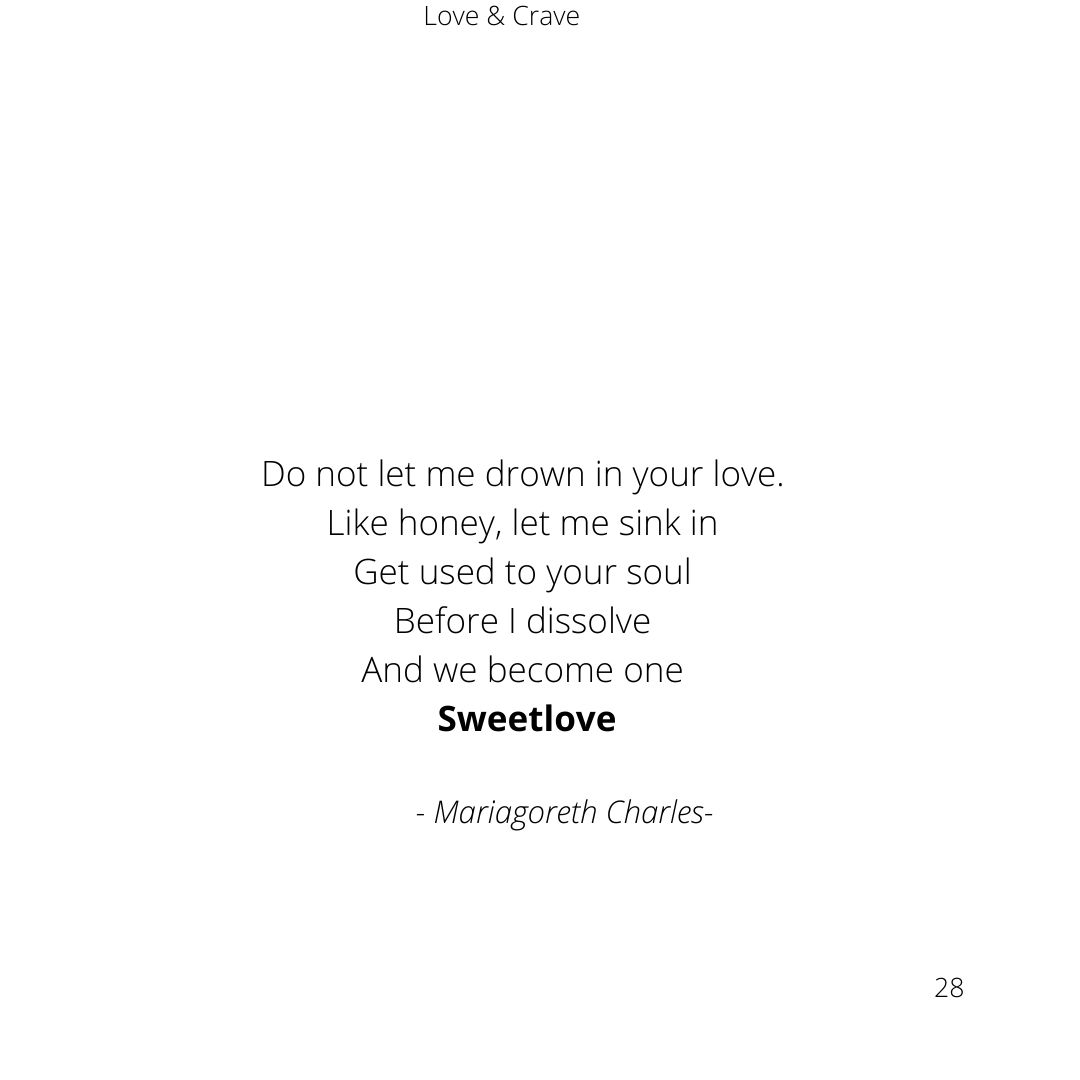 Love & Crave
Do not let me drown in your love.
Like honey, let me sink in
Get used to your soul
Before I dissolve
And we become one
Sweetlove
- Mariagoreth Charles-
28